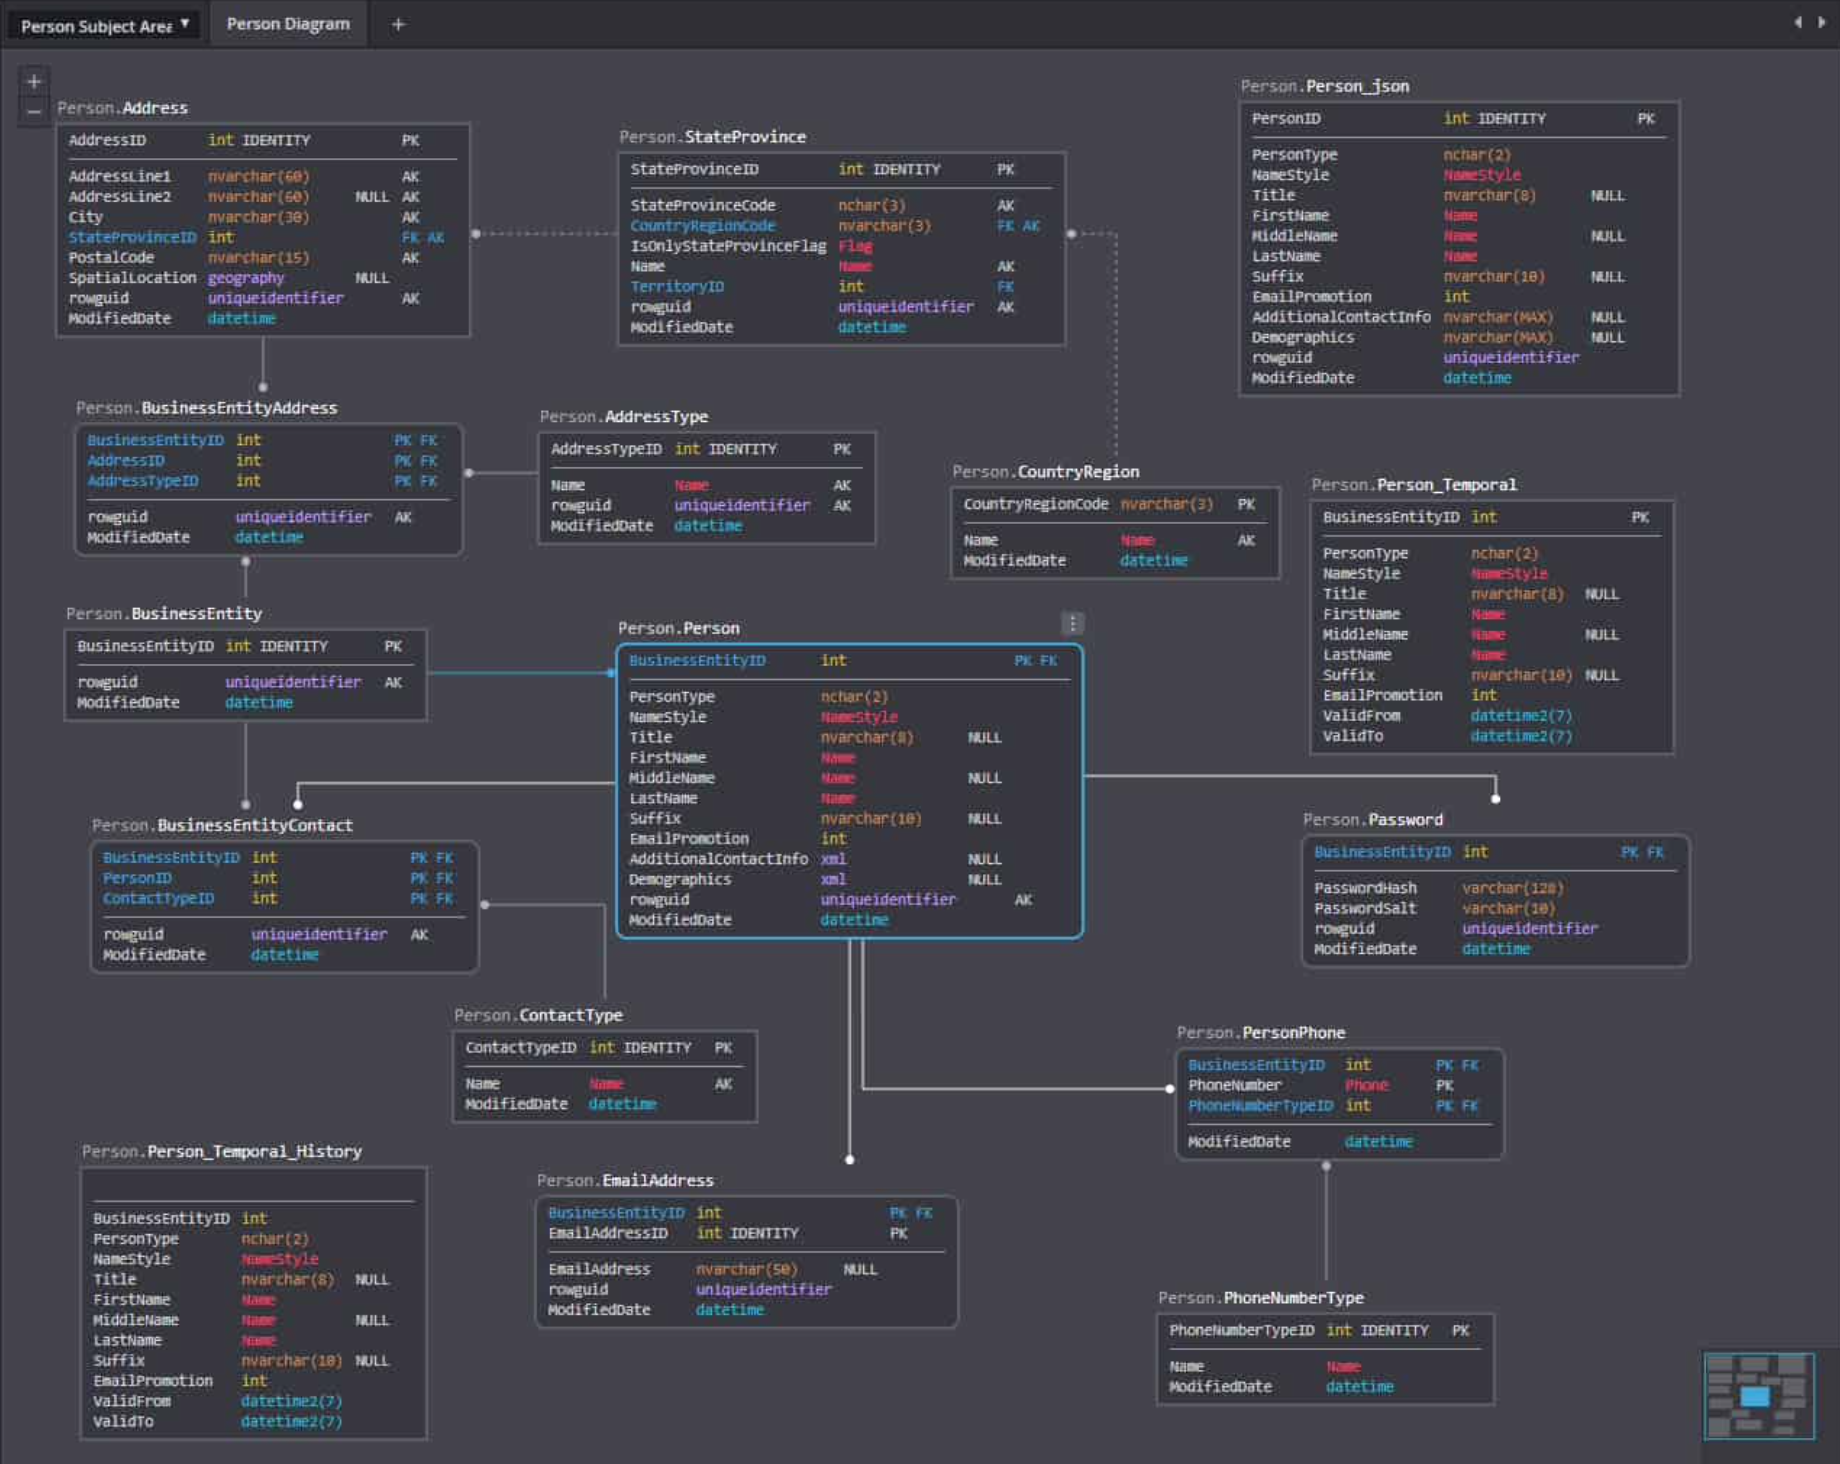 Person Subject Area ▼
Person Diagram
+
+
−
Person.Address
AddressID int IDENTITY PK
AddressLine1 nvarchar(60) AK
AddressLine2 nvarchar(60) NULL AK
City nvarchar(30) AK
StateProvinceID int FK AK
PostalCode nvarchar(15) AK
SpatialLocation geography NULL
rowguid uniqueidentifier AK
ModifiedDate datetime
Person.StateProvince
StateProvinceID int IDENTITY PK
StateProvinceCode nchar(3) AK
CountryRegionCode nvarchar(3) FK AK
IsOnlyStateProvinceFlag Flag
Name Name AK
TerritoryID int FK
rowguid uniqueidentifier AK
ModifiedDate datetime
Person.Person_json
PersonID int IDENTITY PK
PersonType nchar(2)
NameStyle NameStyle
Title nvarchar(8) NULL
FirstName Name
MiddleName Name NULL
LastName Name
Suffix nvarchar(10) NULL
EmailPromotion int
AdditionalContactInfo nvarchar(MAX) NULL
Demographics nvarchar(MAX) NULL
rowguid uniqueidentifier
ModifiedDate datetime
Person.BusinessEntityAddress
BusinessEntityID int PK FK
AddressID int PK FK
AddressTypeID int PK FK
rowguid uniqueidentifier AK
ModifiedDate datetime
Person.AddressType
AddressTypeID int IDENTITY PK
Name Name AK
rowguid uniqueidentifier AK
ModifiedDate datetime
Person.CountryRegion
CountryRegionCode nvarchar(3) PK
Name Name AK
ModifiedDate datetime
Person.Person_Temporal
BusinessEntityID int PK
PersonType nchar(2)
NameStyle NameStyle
Title nvarchar(8) NULL
FirstName Name
MiddleName Name NULL
LastName Name
Suffix nvarchar(10) NULL
EmailPromotion int
ValidFrom datetime2(7)
ValidTo datetime2(7)
Person.BusinessEntity
BusinessEntityID int IDENTITY PK
rowguid uniqueidentifier AK
ModifiedDate datetime
Person.Person
BusinessEntityID int PK FK
PersonType nchar(2)
NameStyle NameStyle
Title nvarchar(8) NULL
FirstName Name
MiddleName Name NULL
LastName Name
Suffix nvarchar(10) NULL
EmailPromotion int
AdditionalContactInfo xml NULL
Demographics xml NULL
rowguid uniqueidentifier AK
ModifiedDate datetime
Person.BusinessEntityContact
BusinessEntityID int PK FK
PersonID int PK FK
ContactTypeID int PK FK
rowguid uniqueidentifier AK
ModifiedDate datetime
Person.Password
BusinessEntityID int PK FK
PasswordHash varchar(128)
PasswordSalt varchar(10)
rowguid uniqueidentifier
ModifiedDate datetime
Person.ContactType
ContactTypeID int IDENTITY PK
Name Name AK
ModifiedDate datetime
Person.PersonPhone
BusinessEntityID int PK FK
PhoneNumber Phone PK
PhoneNumberTypeID int PK FK
ModifiedDate datetime
Person.Person_Temporal_History
BusinessEntityID int
PersonType nchar(2)
NameStyle NameStyle
Title nvarchar(8) NULL
FirstName Name
MiddleName Name NULL
LastName Name
Suffix nvarchar(10) NULL
EmailPromotion int
ValidFrom datetime2(7)
ValidTo datetime2(7)
Person.EmailAddress
BusinessEntityID int PK FK
EmailAddressID int IDENTITY PK
EmailAddress nvarchar(50) NULL
rowguid uniqueidentifier
ModifiedDate datetime
Person.PhoneNumberType
PhoneNumberTypeID int IDENTITY PK
Name Name
ModifiedDate datetime